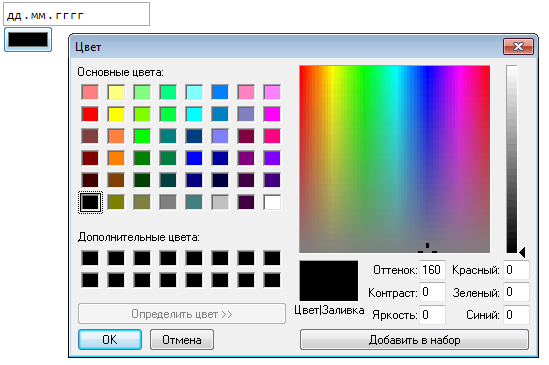 дд.мм.гггг
Цвет
Основные цвета:
Дополнительные цвета:
Определить цвет >>
OK
Отмена
Цвет|Заливка
Оттенок: 160
Контраст: 0
Яркость: 0
Красный: 0
Зеленый: 0
Синий: 0
Добавить в набор